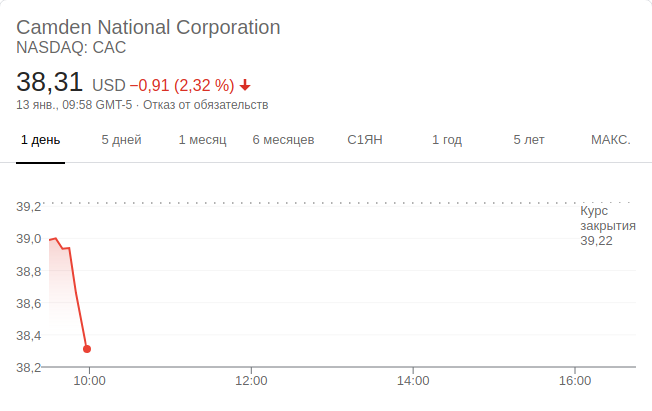 Camden National Corporation
NASDAQ: CAC
38,31 USD −0,91 (2,32 %)
13 янв., 09:58 GMT-5 · Отказ от обязательств
1 день 5 дней 1 месяц 6 месяцев С1ЯН 1 год 5 лет МАКС.
39,2
Курс
закрытия
39,22
39,0
38,8
38,6
38,4
38,2
10:00 12:00 14:00 16:00